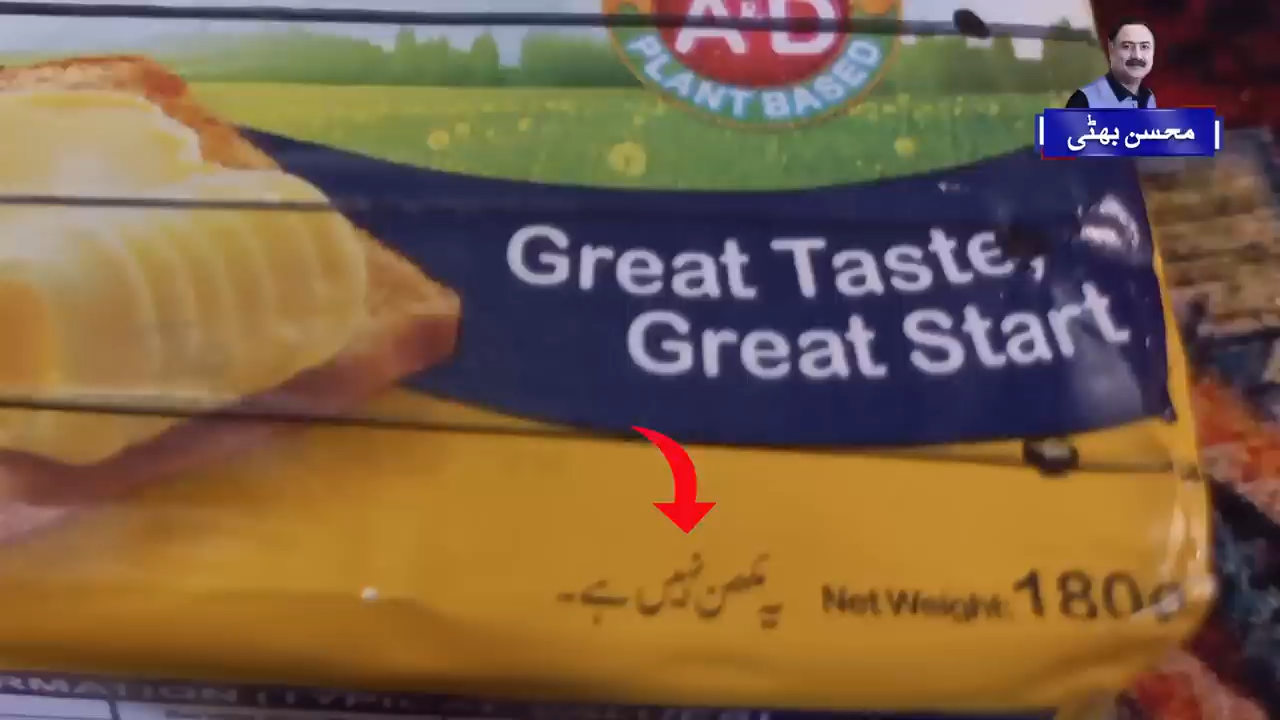 A&D
PLANT BASED
محسن بھٹی
Great Taste,
Great Start
یہ مکھن نہیں ہے۔
Net Weight: 180g